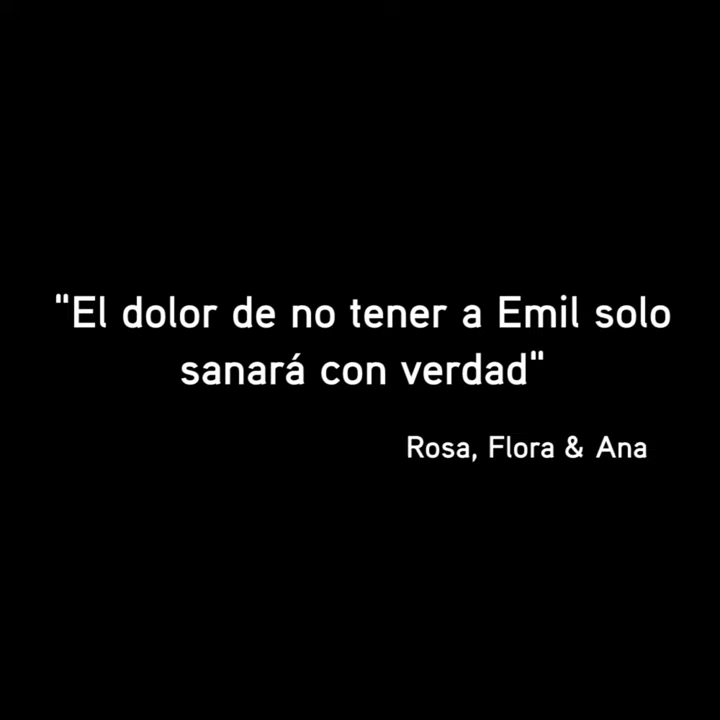 "El dolor de no tener a Emil solo
sanará con verdad"
Rosa, Flora & Ana